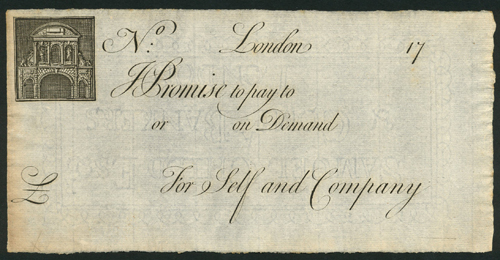 No: London 17
I Promise to pay to
or on Demand
For Self and Company
£